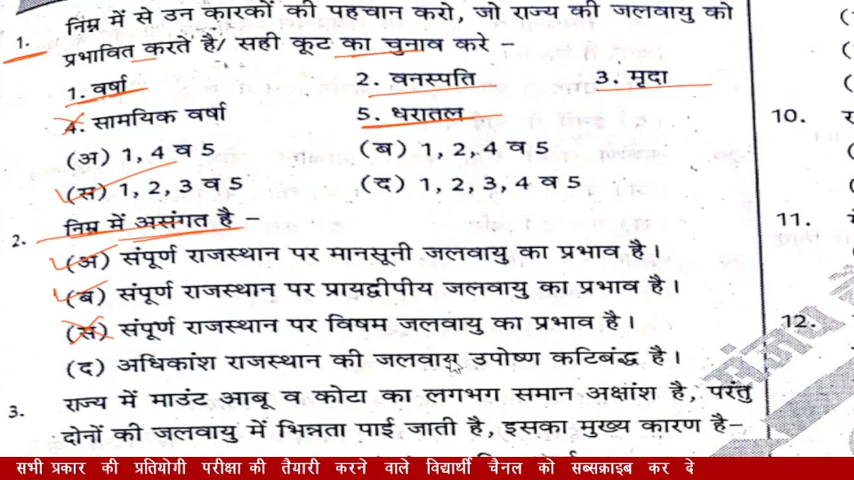 1. निम्न में से उन कारकों की पहचान करो, जो राज्य की जलवायु को
प्रभावित करते है/ सही कूट का चुनाव करे -
1. वर्षा 2. वनस्पति 3. मृदा
4. सामयिक वर्षा 5. धरातल
(अ) 1, 4 व 5 (ब) 1, 2, 4 व 5
(स) 1, 2, 3 व 5 (द) 1, 2, 3, 4 व 5
2. निम्न में असंगत है -
(अ) संपूर्ण राजस्थान पर मानसूनी जलवायु का प्रभाव है।
(ब) संपूर्ण राजस्थान पर प्रायद्वीपीय जलवायु का प्रभाव है।
(स) संपूर्ण राजस्थान पर विषम जलवायु का प्रभाव है।
(द) अधिकांश राजस्थान की जलवायु उपोष्ण कटिबंद्ध है।
3. राज्य में माउंट आबू व कोटा का लगभग समान अक्षांश है, परंतु
दोनों की जलवायु में भिन्नता पाई जाती है, इसका मुख्य कारण है-
10.
11.
12.
सभी प्रकार की प्रतियोगी परीक्षा की तैयारी करने वाले विद्यार्थी चैनल को सब्सक्राइब कर दे